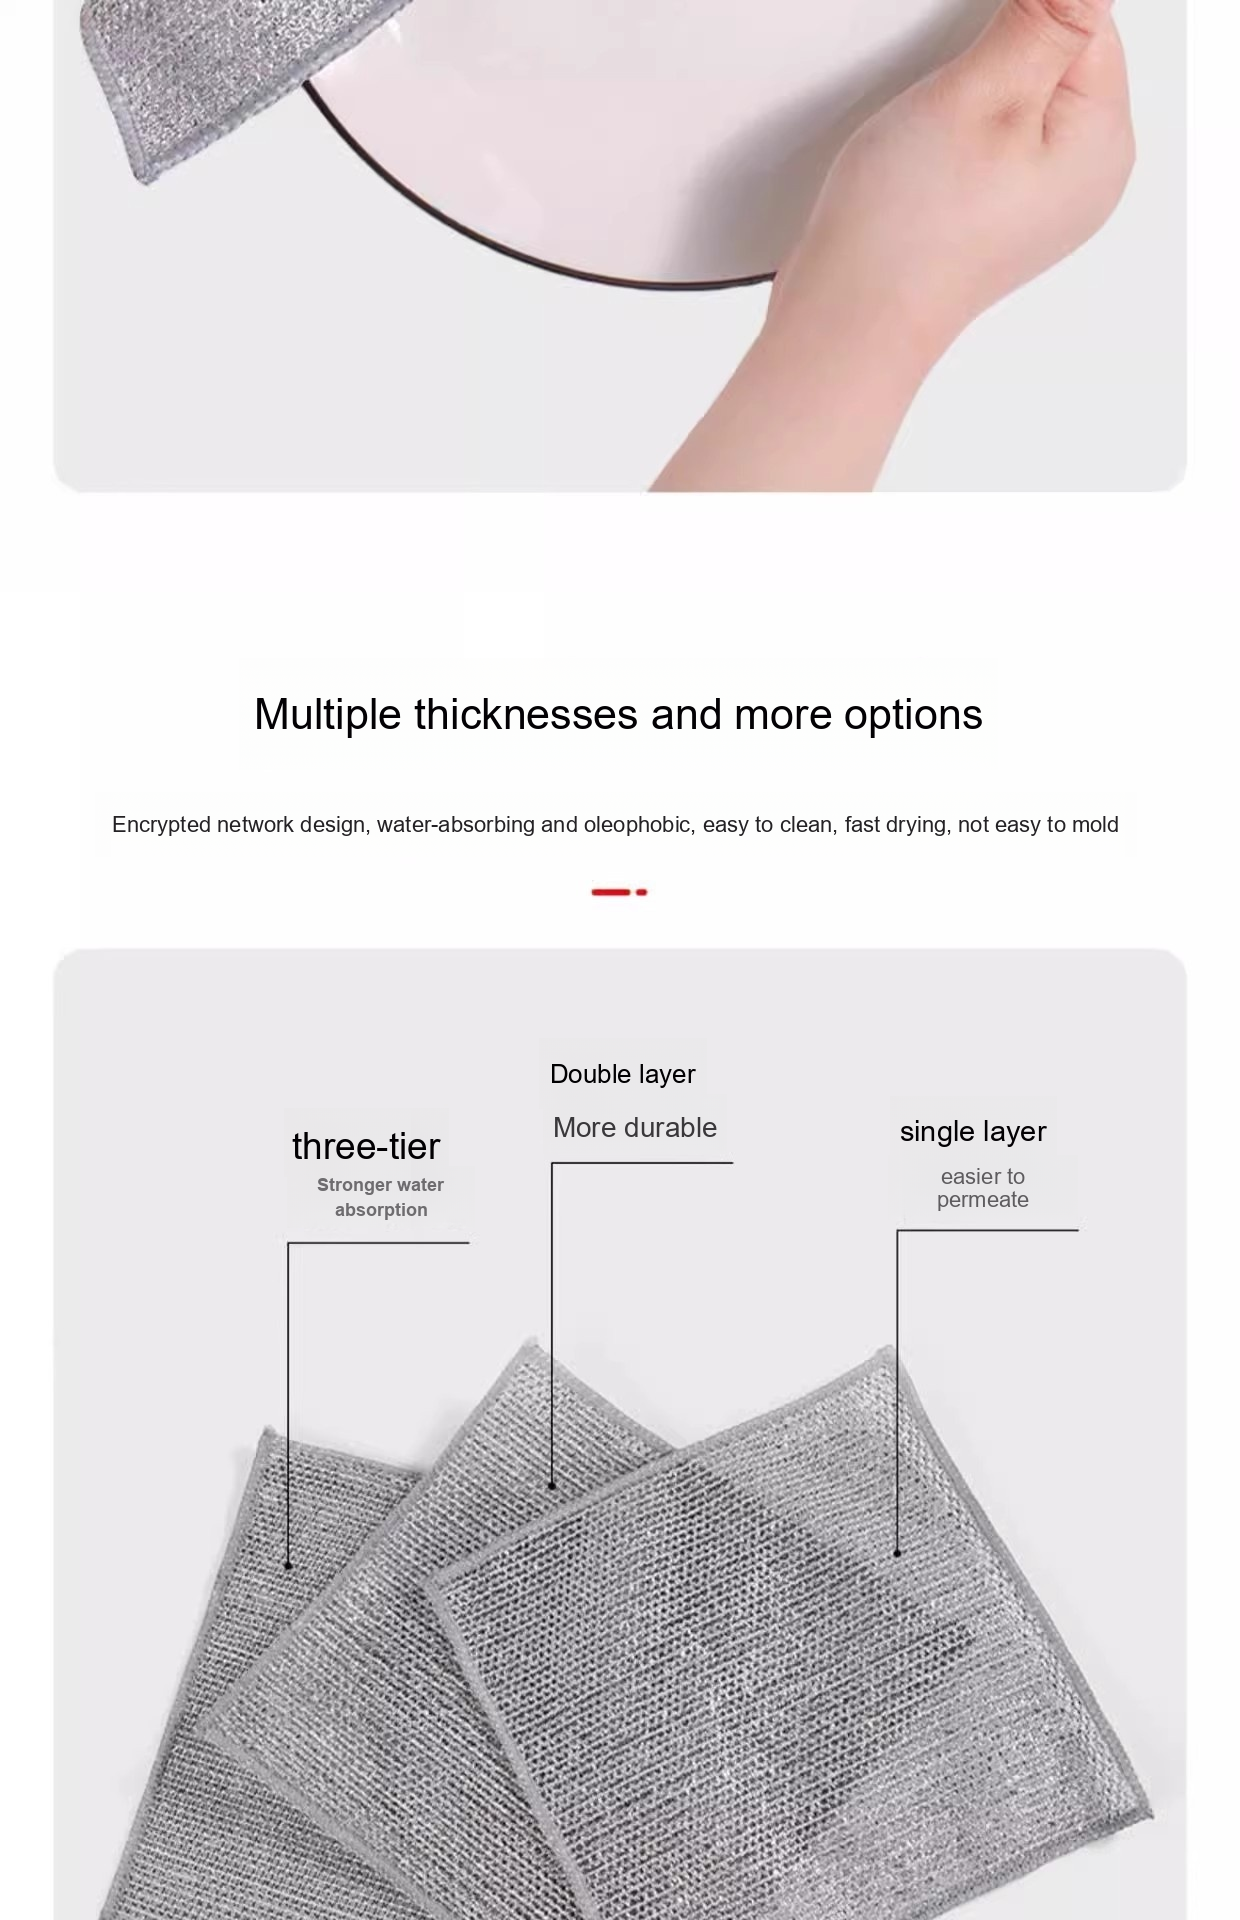 Multiple thicknesses and more options
Encrypted network design, water-absorbing and oleophobic, easy to clean, fast drying, not easy to mold
Double layer
More durable
three-tier
Stronger water
absorption
single layer
easier to
permeate